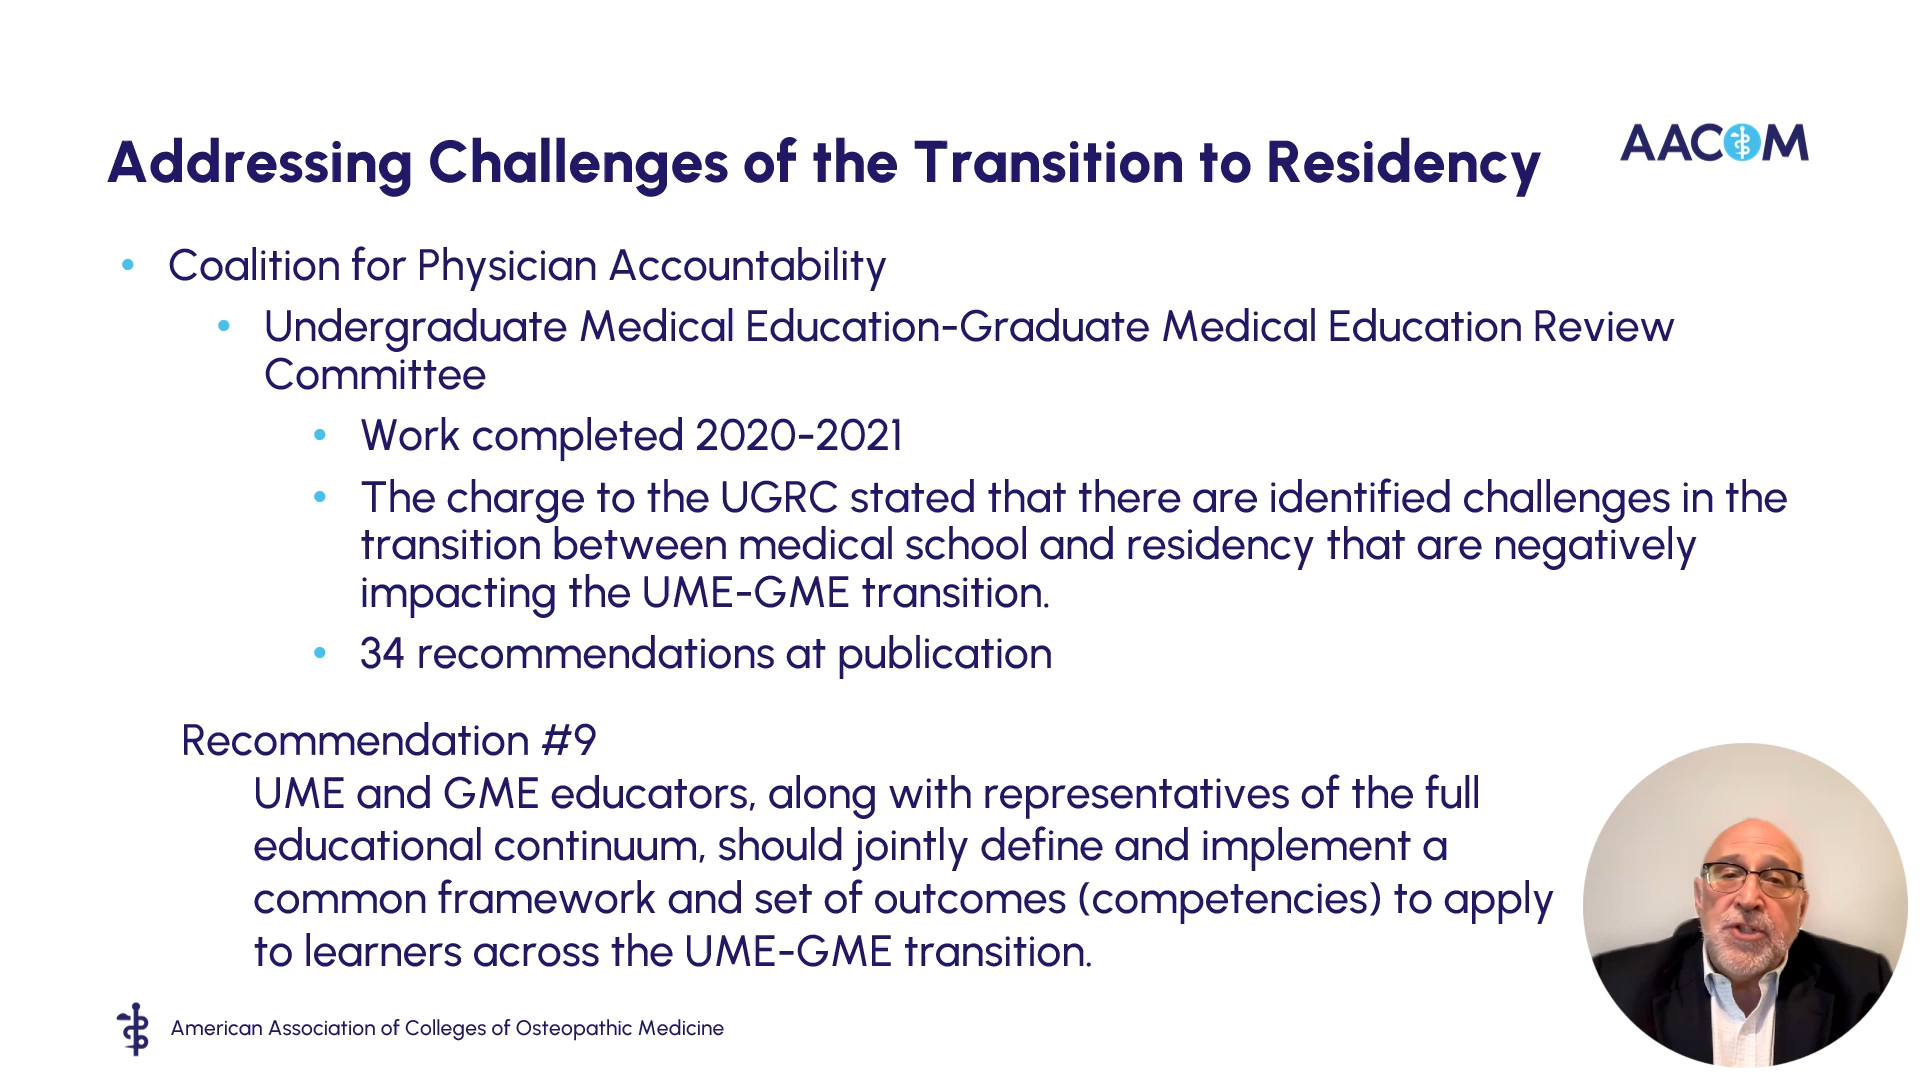 Addressing Challenges of the Transition to Residency
AACOM
• Coalition for Physician Accountability
• Undergraduate Medical Education-Graduate Medical Education Review
Committee
• Work completed 2020-2021
• The charge to the UGRC stated that there are identified challenges in the
transition between medical school and residency that are negatively
impacting the UME-GME transition.
• 34 recommendations at publication
Recommendation #9
UME and GME educators, along with representatives of the full
educational continuum, should jointly define and implement a
common framework and set of outcomes (competencies) to apply
to learners across the UME-GME transition.
American Association of Colleges of Osteopathic Medicine